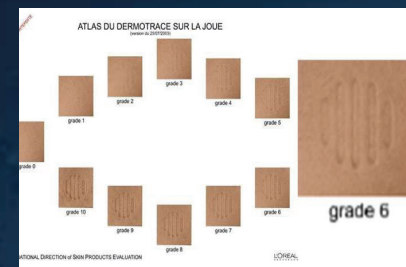 ATLAS DU DERMOTRACE SUR LA JOUE
grade 3
grade 2
grade 4
grade 1
grade 5
grade 0
grade 6
grade 10
grade 6
grade 9
grade 7
grade 8
ATIONAL DIRECTION of SKIN PRODUCTS EVALUATION
L'ORÉAL